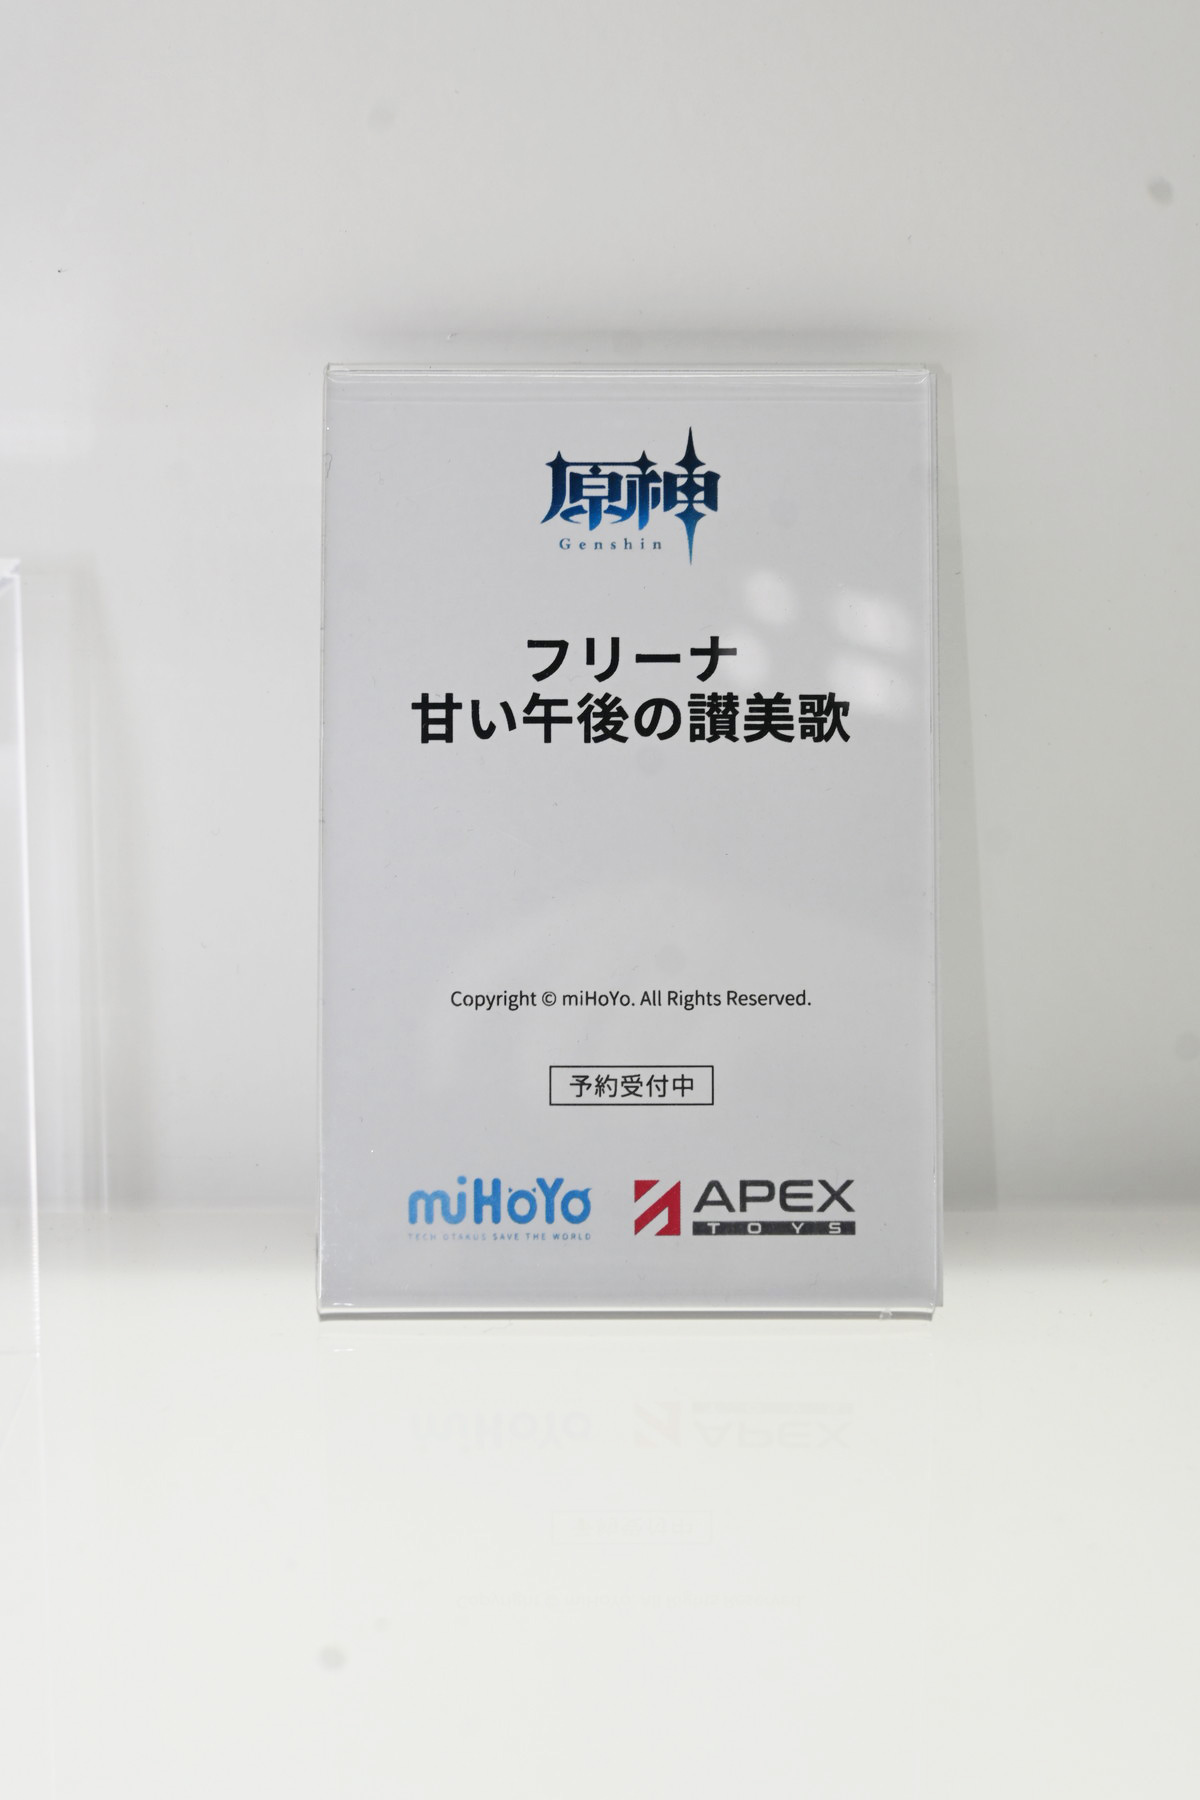 原神
Genshin
フリーナ
甘い午後の讃美歌
Copyright © miHoYo. All Rights Reserved.
予約受付中
miHoYo
TECH OTAKUS SAVE THE WORLD
APEX
TOYS